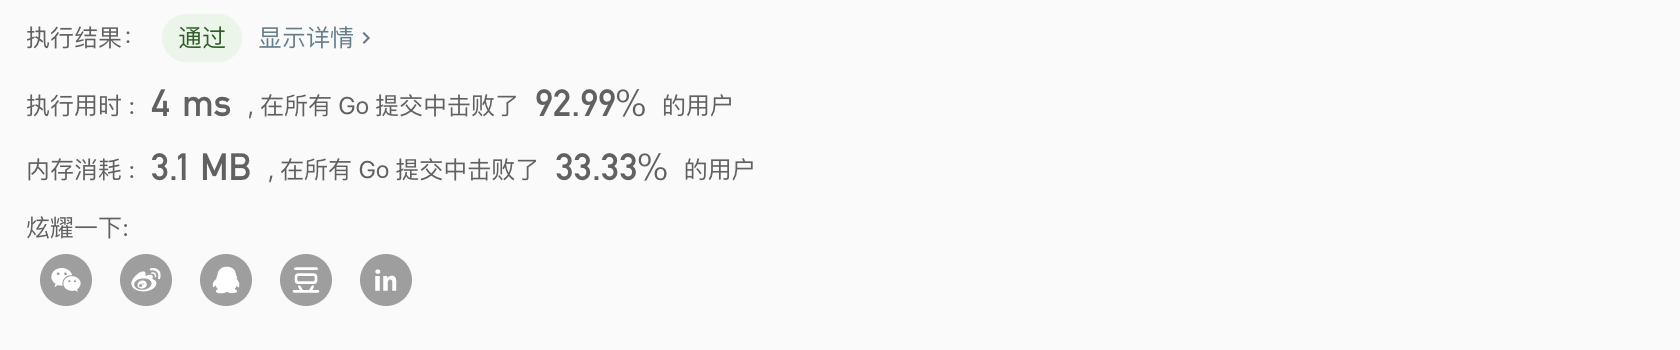 执行结果： 通过 显示详情 >
执行用时 : 4 ms , 在所有 Go 提交中击败了 92.99% 的用户
内存消耗 : 3.1 MB , 在所有 Go 提交中击败了 33.33% 的用户
炫耀一下:
豆 in